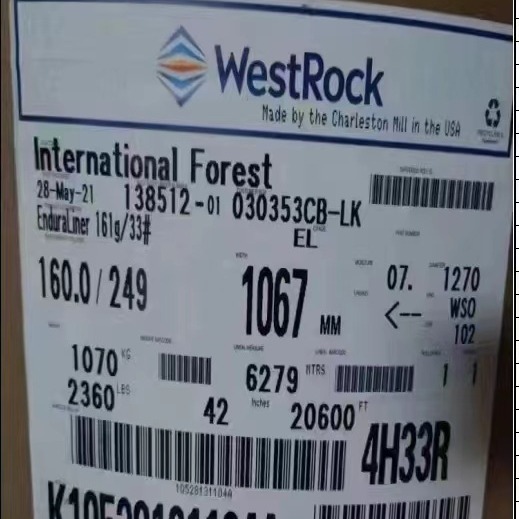 WestRock
Made by the Charleston Mill in the USA
International Forest
28-May-21 138512-01 030353CB-LK
EnduraLiner 161g/33# EL
160.0/249 1067 MM 07. 1270
<-- WSO
102
1070 KG 6279 MTRS 1 1
2360 LBS 42 Inches 20600 FT
4H33R
10528131104A